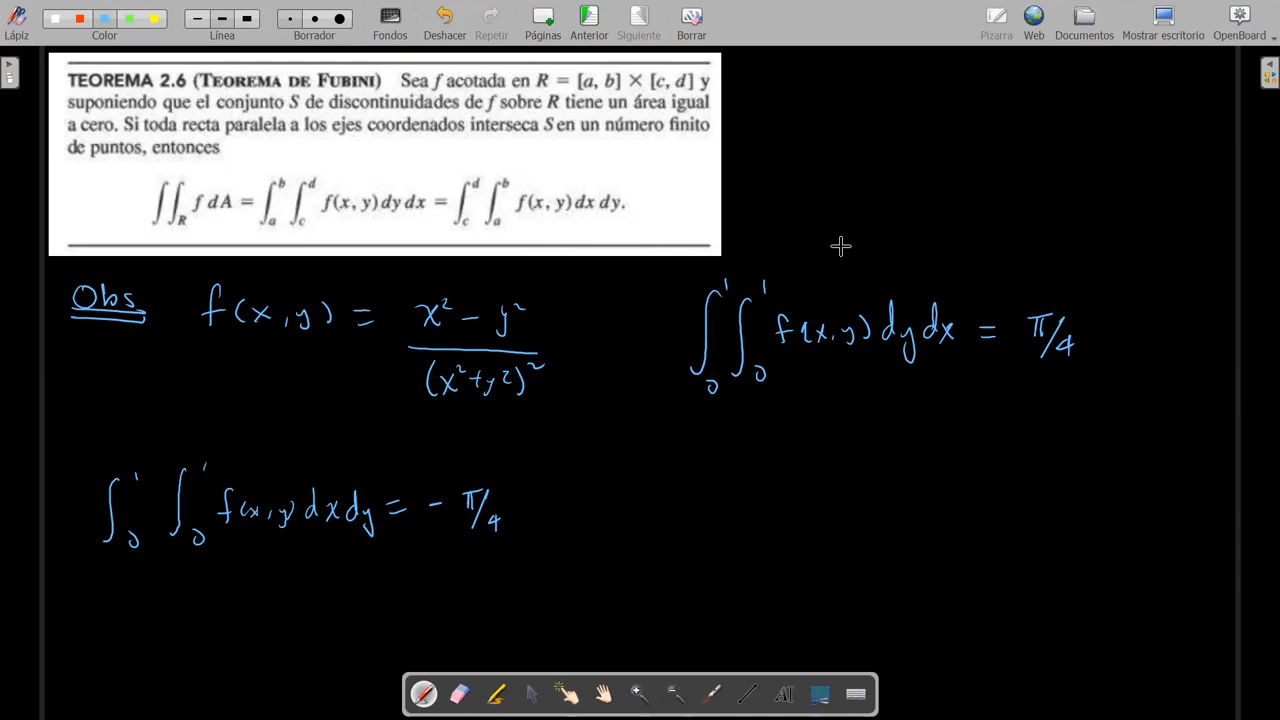 Lápiz Color Línea Borrador Fondos Deshacer Repetir Páginas Anterior Siguiente Borrar Pizarra Web Documentos Mostrar escritorio OpenBoard
TEOREMA 2.6 (TEOREMA DE FUBINI) Sea f acotada en R = [a, b] × [c, d] y
suponiendo que el conjunto S de discontinuidades de f sobre R tiene un área igual
a cero. Si toda recta paralela a los ejes coordenados interseca S en un número finito
de puntos, entonces
∫∫_R f dA = ∫_a^b ∫_c^d f(x, y) dy dx = ∫_c^d ∫_a^b f(x, y) dx dy.
Obs f(x,y) = (x² - y²)/(x²+y²)² ∫_0^1 ∫_0^1 f(x,y) dy dx = π/4
∫_0^1 ∫_0^1 f(x,y) dx dy = - π/4
AI